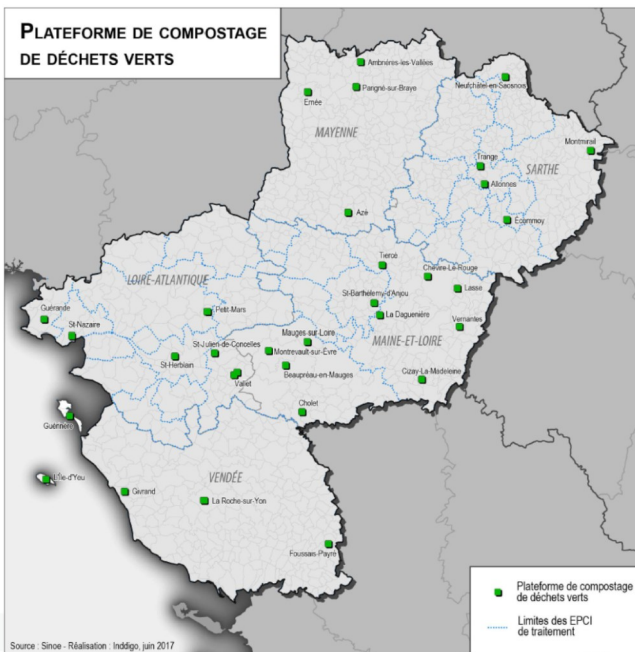 PLATEFORME DE COMPOSTAGE
DE DÉCHETS VERTS
Ambrières-les-Vallées
Ernée
Parigné-sur-Braye
Neufchâtel-en-Saosnois
MAYENNE
Montmirail
Trange
SARTHE
Allonnes
Azé
Ecommoy
Tiercé
LOIRE-ATLANTIQUE
Chevire-Le-Rouge
Lasse
St-Barthélemy-d'Anjou
Guérande
Petit-Mars
La Daguenière
St-Nazaire
Vernantes
Mauges-sur-Loire
MAINE-ET-LOIRE
St-Julien-de-Concelles
Montrevault-sur-Evre
St-Herblain
Beaupréau-en-Mauges
Cizay-La-Madeleine
Vallet
Cholet
Guérinière
VENDÉE
L'Île-d'Yeu
Givrand
La Roche-sur-Yon
Foussais-Payré
Plateforme de compostage
de déchets verts
Limites des EPCI
de traitement
Source : Sinoe - Réalisation : Inddigo, juin 2017